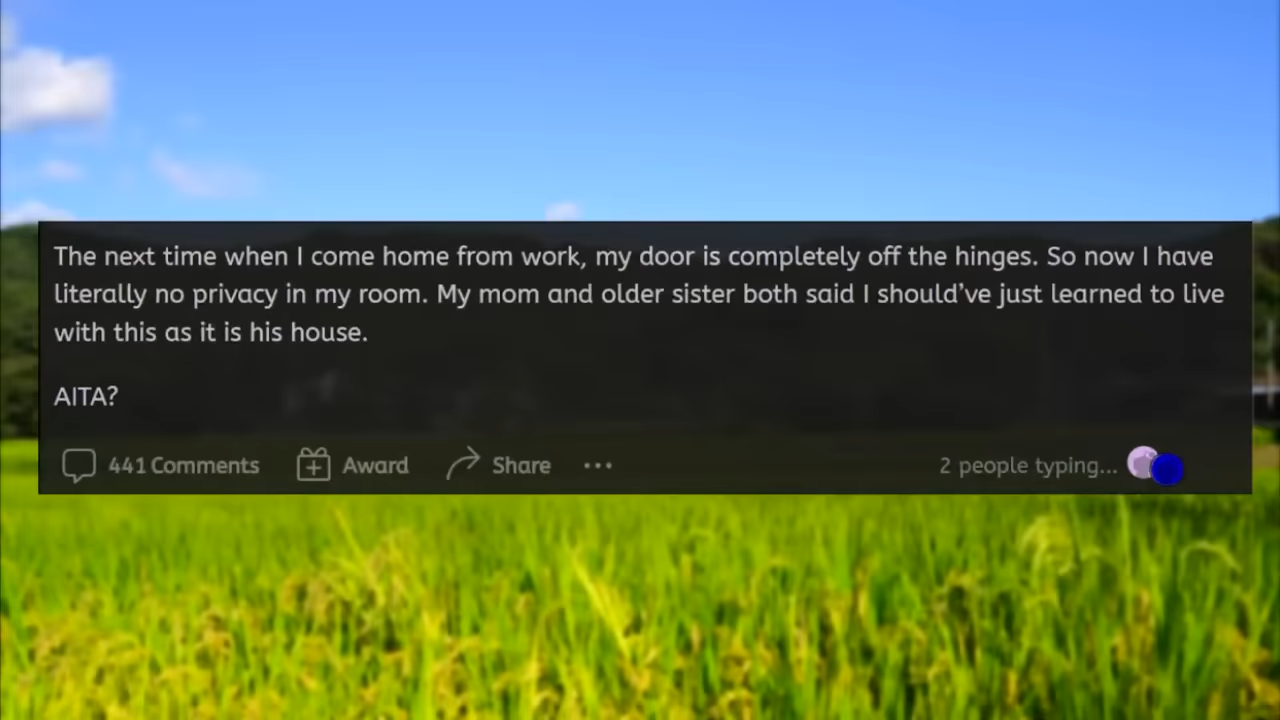 The next time when I come home from work, my door is completely off the hinges. So now I have
literally no privacy in my room. My mom and older sister both said I should’ve just learned to live
with this as it is his house.
AITA?
441 Comments Award Share ••• 2 people typing...